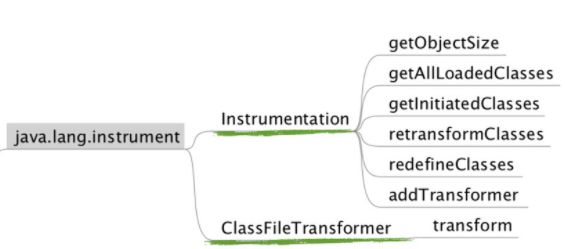 java.lang.instrument
Instrumentation
getObjectSize
getAllLoadedClasses
getInitiatedClasses
retransformClasses
redefineClasses
addTransformer
ClassFileTransformer
transform